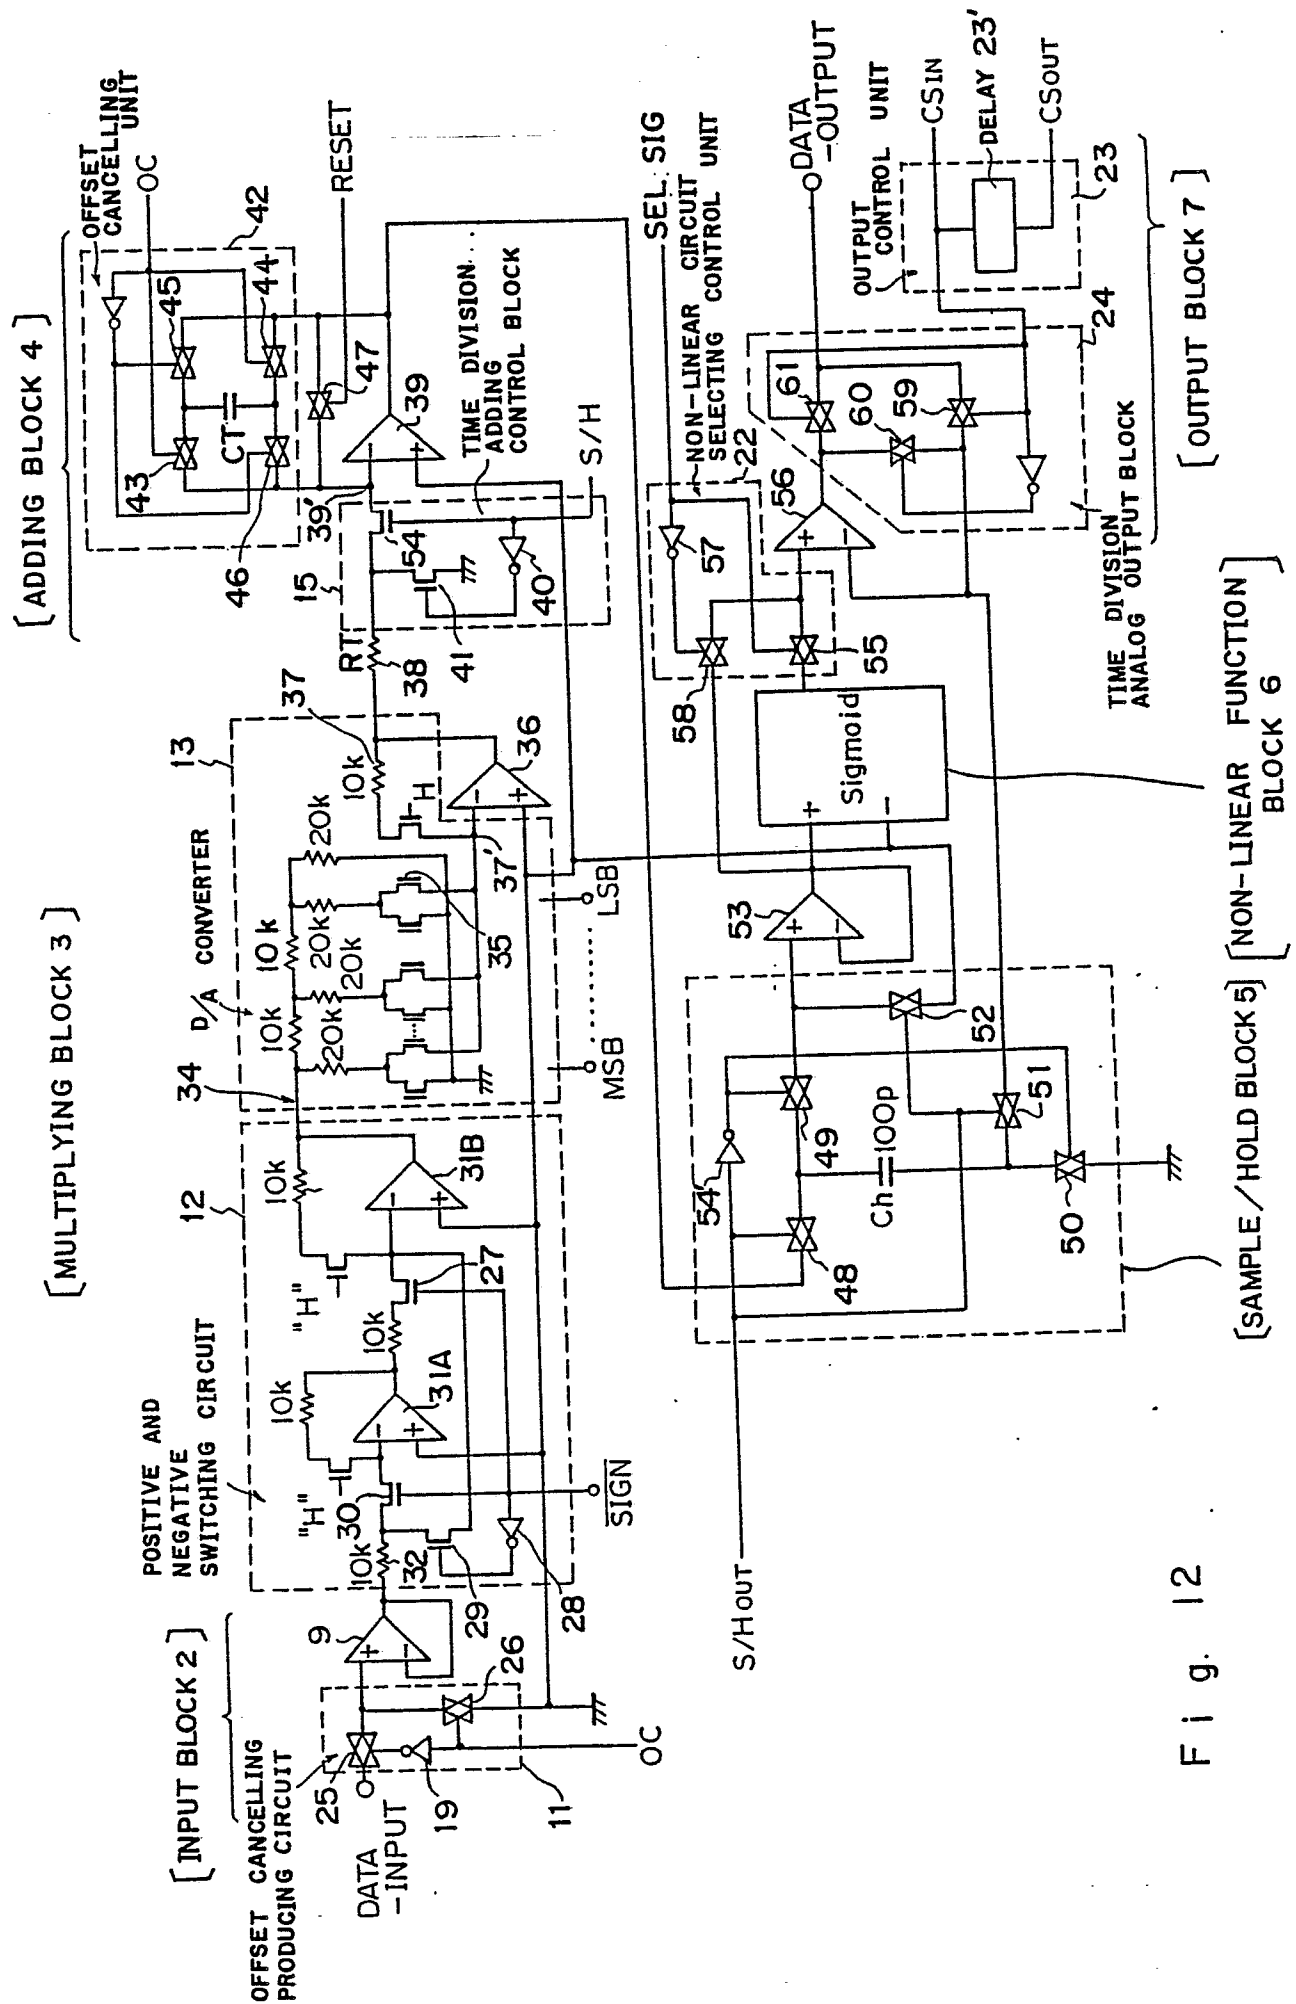 [INPUT BLOCK 2]
[MULTIPLYING BLOCK 3]
[ADDING BLOCK 4]
OFFSET CANCELLING
PRODUCING CIRCUIT
25
DATA
-INPUT
19
11
OC
26
9
POSITIVE AND
NEGATIVE
SWITCHING CIRCUIT
12
10k
32
29
28
30
"H"
SIGN
10k
31A
10k
27
"H"
10k
31B
34
D/A CONVERTER
13
10k
10k
20k
20k
20k
20k
MSB
LSB
35
37'
H
10k
37
36
RT
38
15
41
40
54
39'
39
S/H
TIME DIVISION
ADDING
CONTROL BLOCK
OFFSET
CANCELLING
UNIT
OC
42
43
45
CT
44
46
47
RESET
S/HOUT
54'
48
49
Ch
100p
50
51
52
53
[SAMPLE/HOLD BLOCK 5]
Sigmoid
+
-
[NON-LINEAR FUNCTION
BLOCK 6]
SEL. SIG
NON-LINEAR CIRCUIT
SELECTING CONTROL UNIT
22
57
58
55
56
61
60
59
DATA
-OUTPUT
24
TIME DIVISION
ANALOG OUTPUT BLOCK
OUTPUT
CONTROL UNIT
CSIN
DELAY 23'
CSOUT
23
[OUTPUT BLOCK 7]
Fig. 12